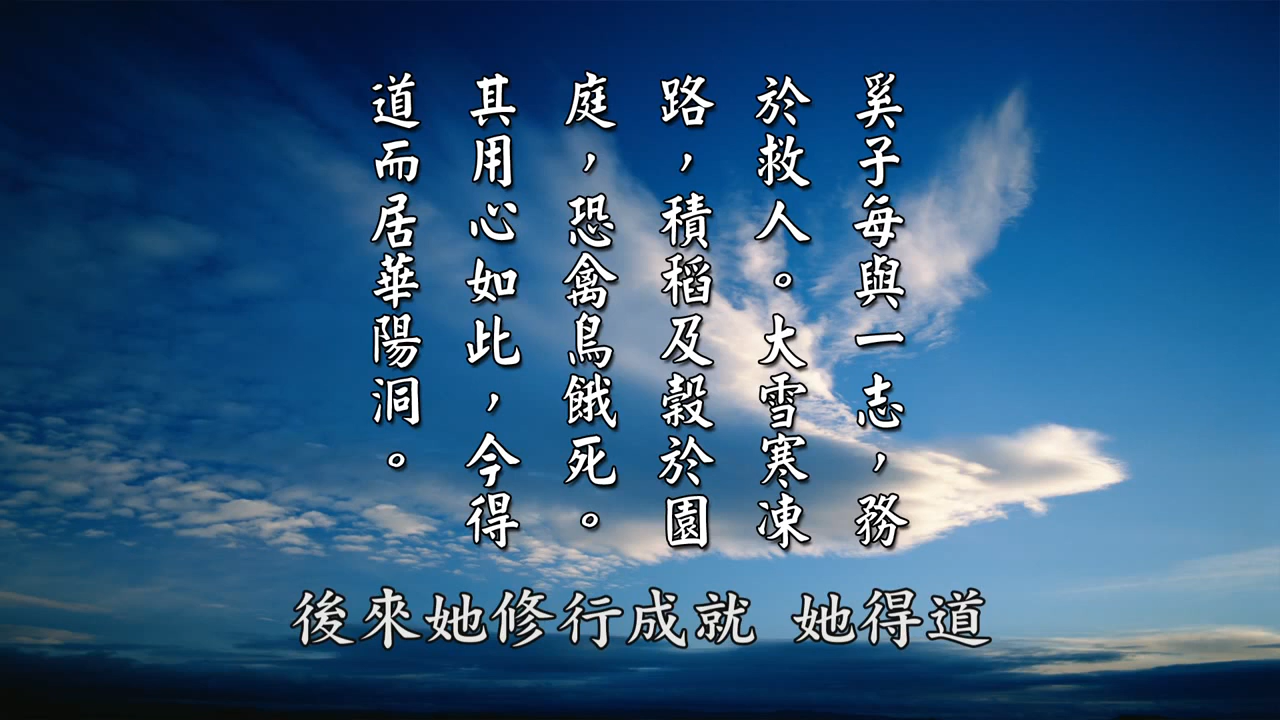 奚子每與一志，務
於救人。大雪寒凍
路，積稻及穀於園
庭，恐禽鳥餓死。
其用心如此，今得
道而居華陽洞。
後來她修行成就 她得道